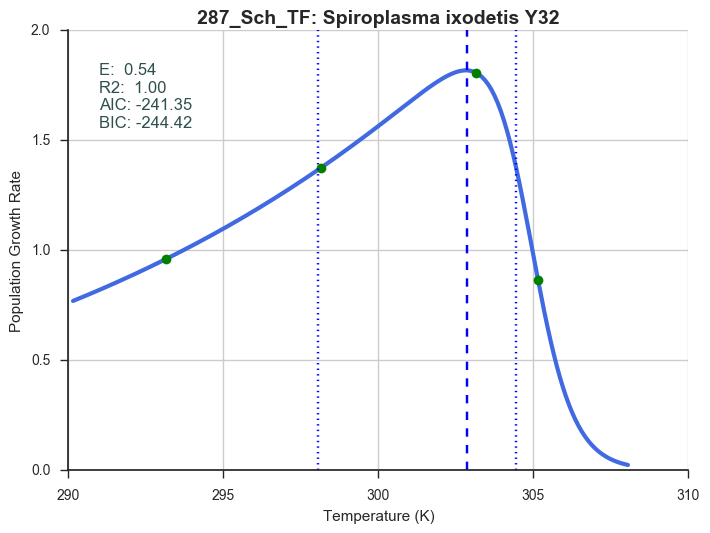 287_Sch_TF: Spiroplasma ixodetis Y32
E:  0.54
R2:  1.00
AIC: -241.35
BIC: -244.42
Population Growth Rate
2.0
1.5
1.0
0.5
0.0
290 295 300 305 310
Temperature (K)